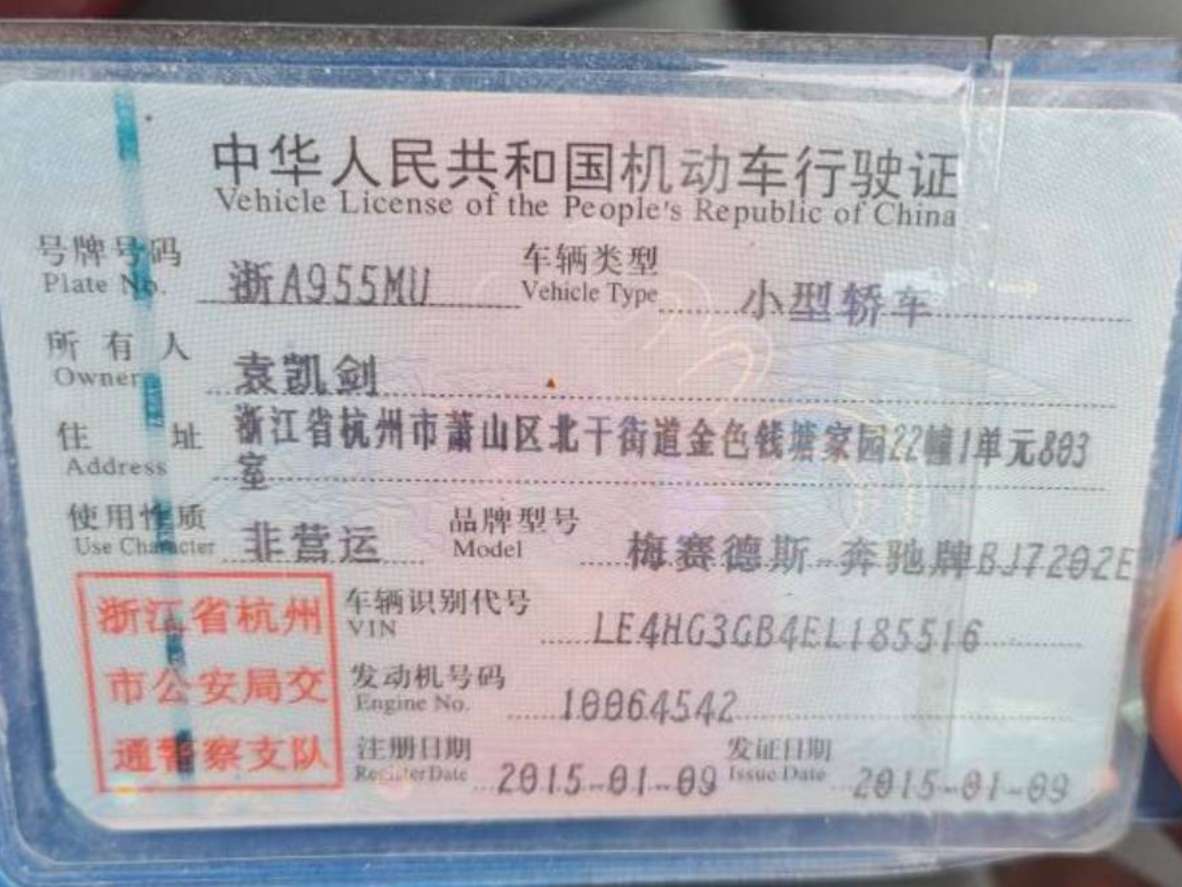 中华人民共和国机动车行驶证
Vehicle License of the People's Republic of China
号牌号码 浙A955MU 车辆类型 小型轿车
Plate No. Vehicle Type
所有人 袁凯剑
Owner
住址 浙江省杭州市萧山区北干街道金色钱塘家园22幢1单元803
Address 室
使用性质 非营运 品牌型号 梅赛德斯-奔驰牌BJ7202E
Use Character Model
浙江省杭州
市公安局交
通警察支队
车辆识别代号 LE4HG3GB4EL185516
VIN
发动机号码 10064542
Engine No.
注册日期 2015-01-09 发证日期 2015-01-09
Register Date Issue Date